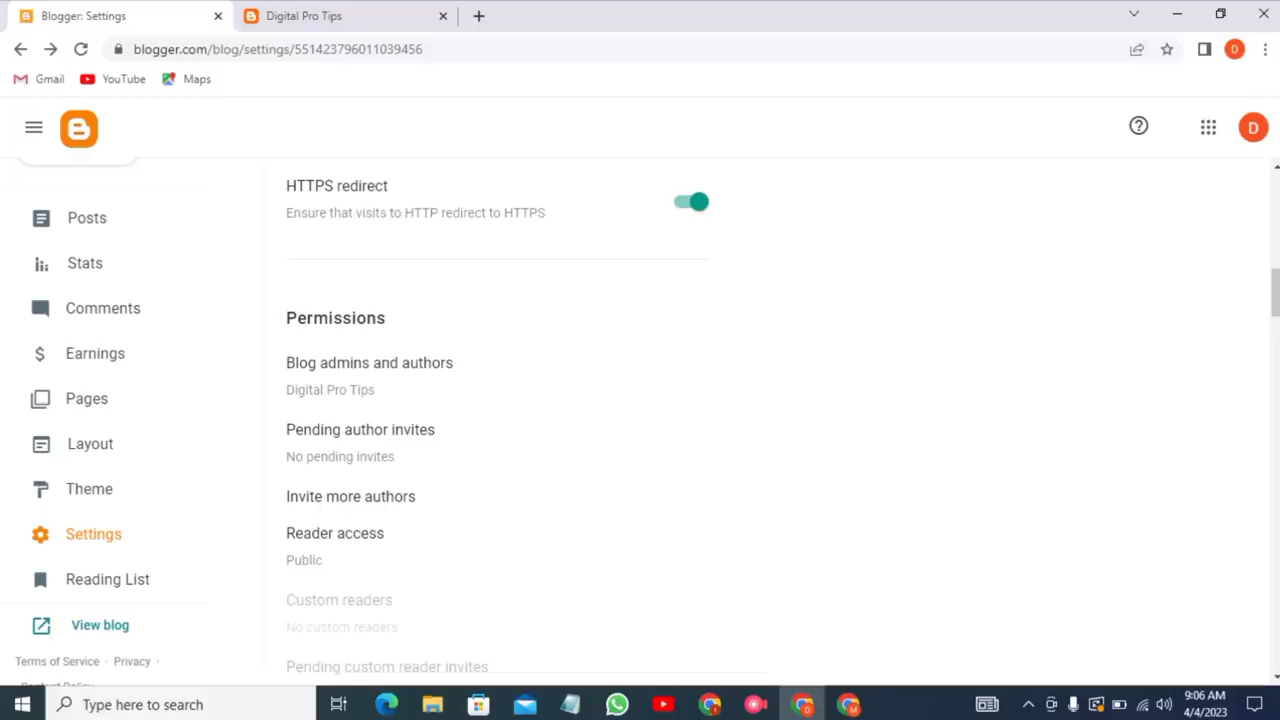 Blogger: Settings
Digital Pro Tips
blogger.com/blog/settings/551423796011039456
D
Gmail
YouTube
Maps
D
Posts
Stats
Comments
Earnings
Pages
Layout
Theme
Settings
Reading List
View blog
Terms of Service · Privacy ·
Content Policy
HTTPS redirect
Ensure that visits to HTTP redirect to HTTPS
Permissions
Blog admins and authors
Digital Pro Tips
Pending author invites
No pending invites
Invite more authors
Reader access
Public
Custom readers
No custom readers
Pending custom reader invites
Type here to search
9:06 AM
4/4/2023